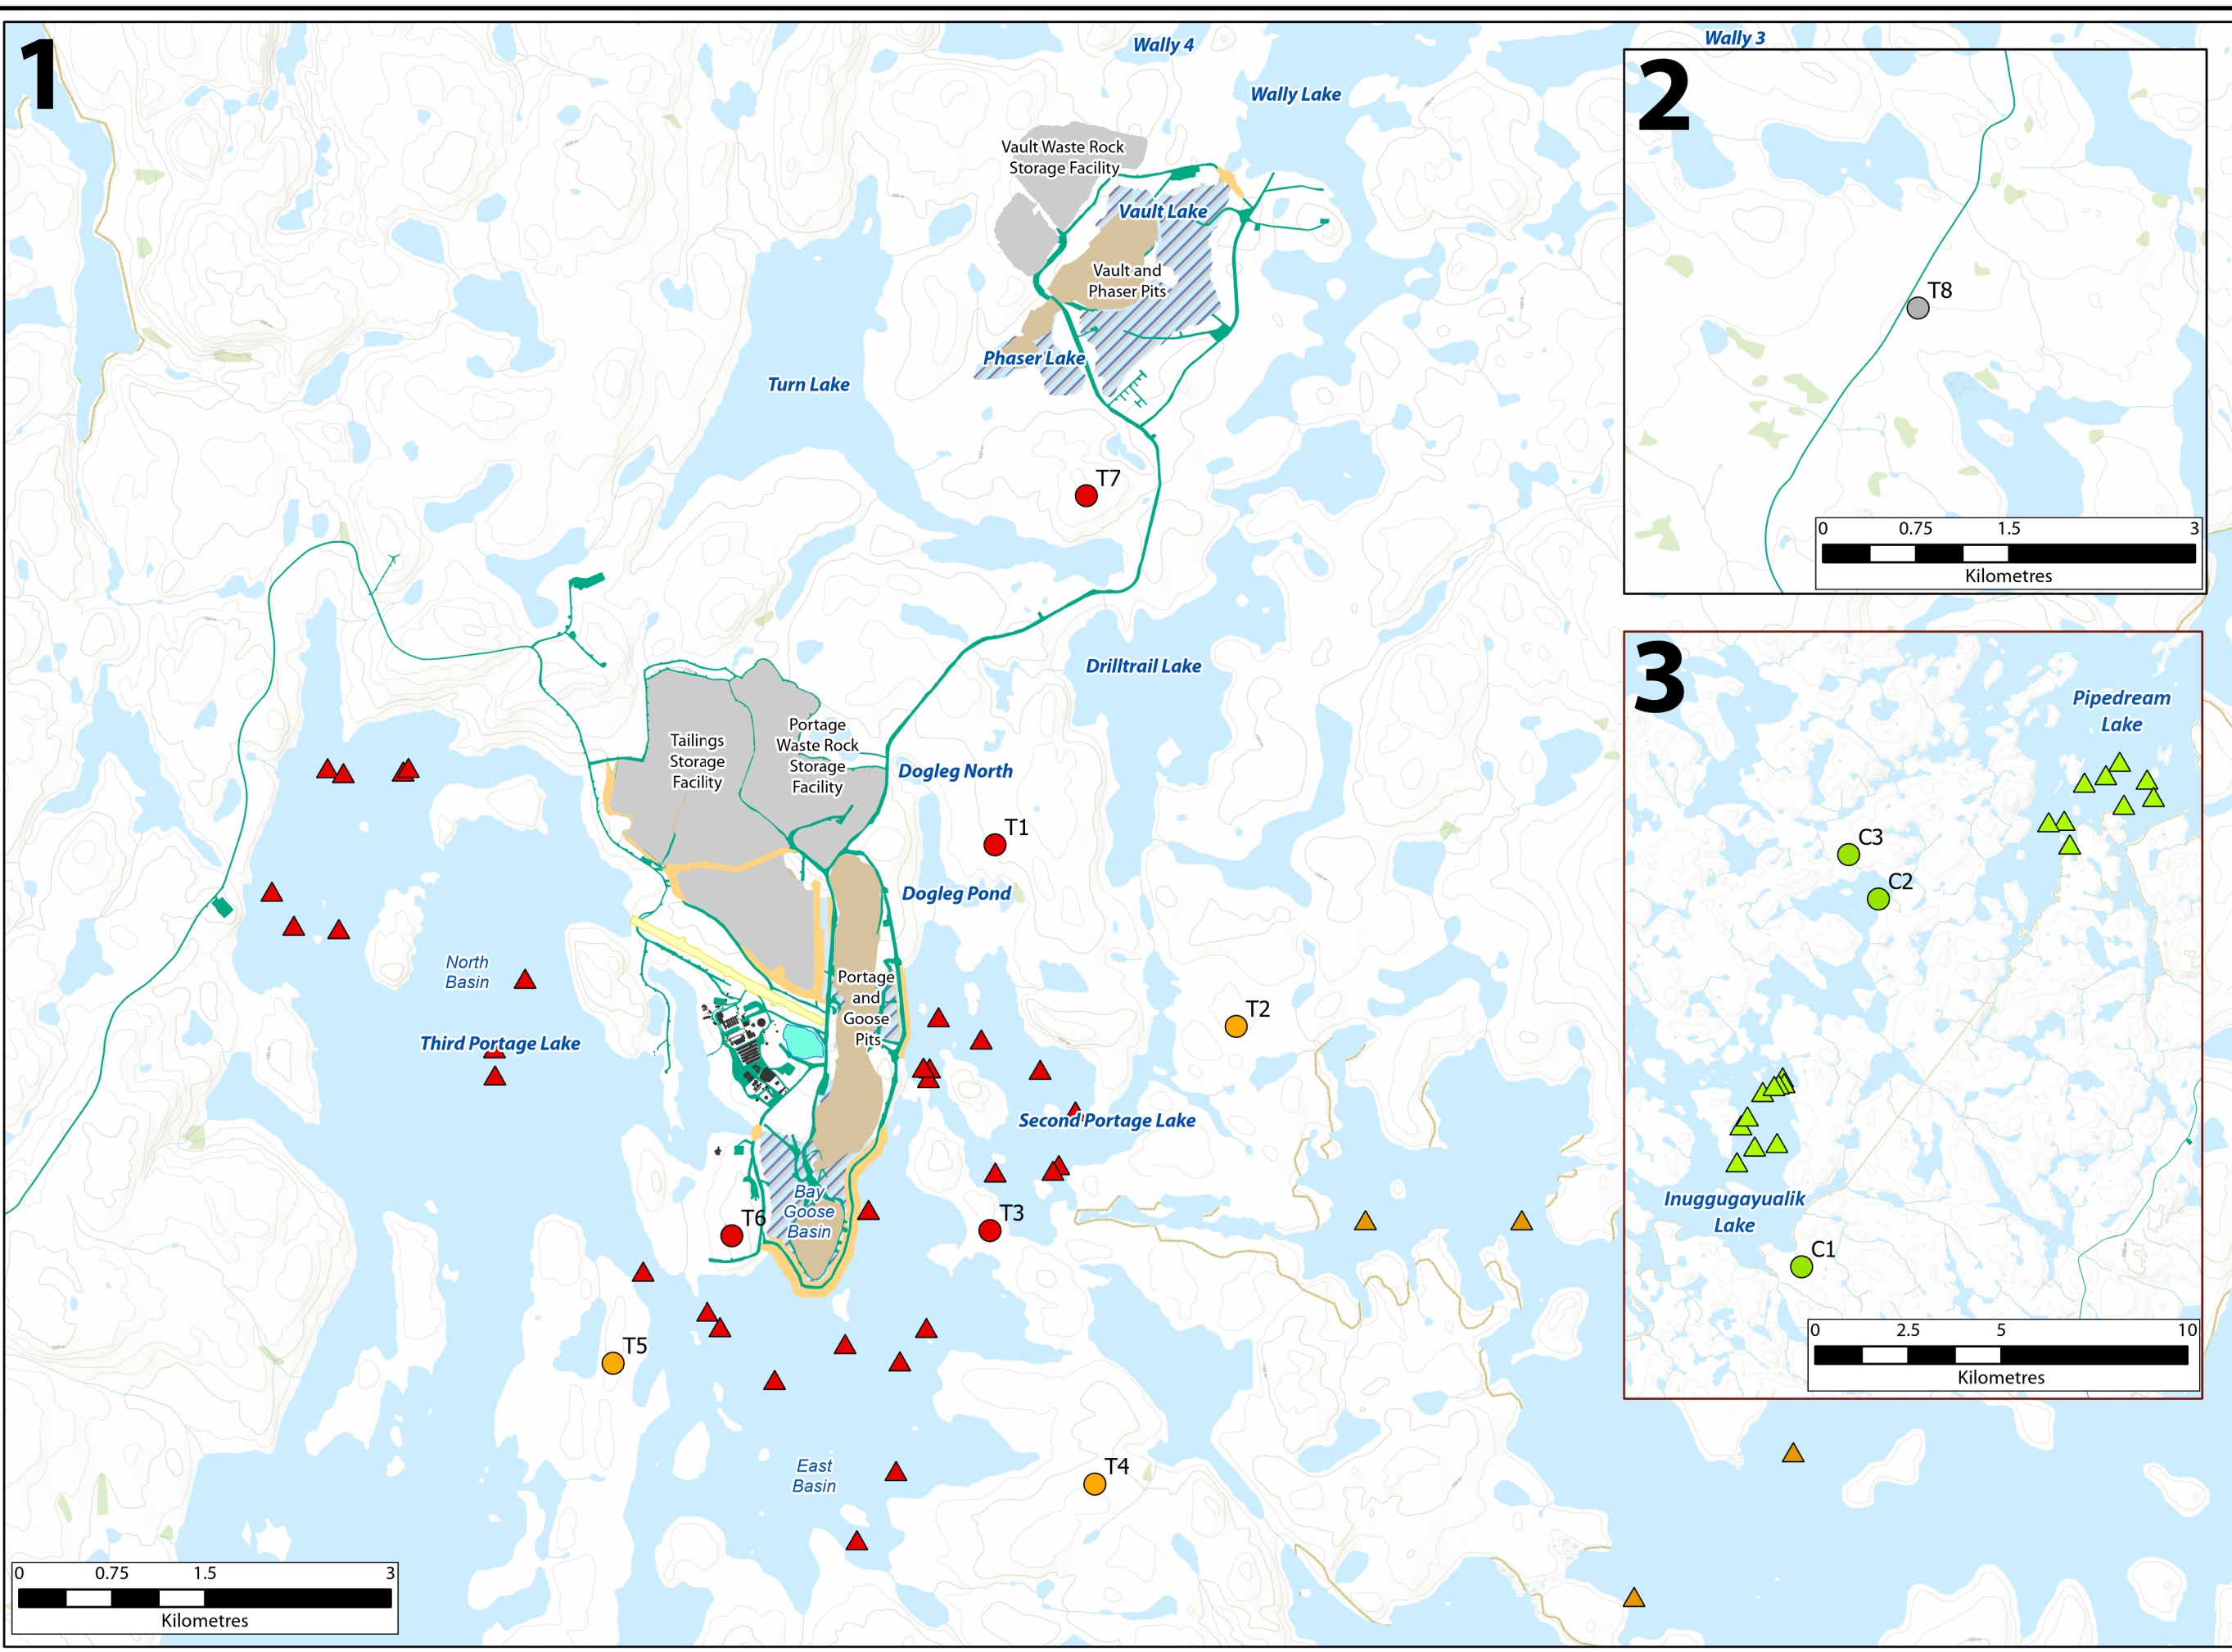 1
Wally 4
Wally Lake
Vault Waste Rock
Storage Facility
Vault Lake
Vault and
Phaser Pits
Phaser Lake
Turn Lake
T7
Drilltrail Lake
Tailings
Storage
Facility
Portage
Waste Rock
Storage
Facility
Dogleg North
T1
Dogleg Pond
North
Basin
Third Portage Lake
Portage
and
Goose
Pits
T2
Second Portage Lake
Bay
Goose
Basin
T6
T3
T5
East
Basin
T4
0 0.75 1.5 3
Kilometres
Wally 3
2
T8
0 0.75 1.5 3
Kilometres
3
Pipedream
Lake
C3
C2
Inuggugayualik
Lake
C1
0 2.5 5 10
Kilometres